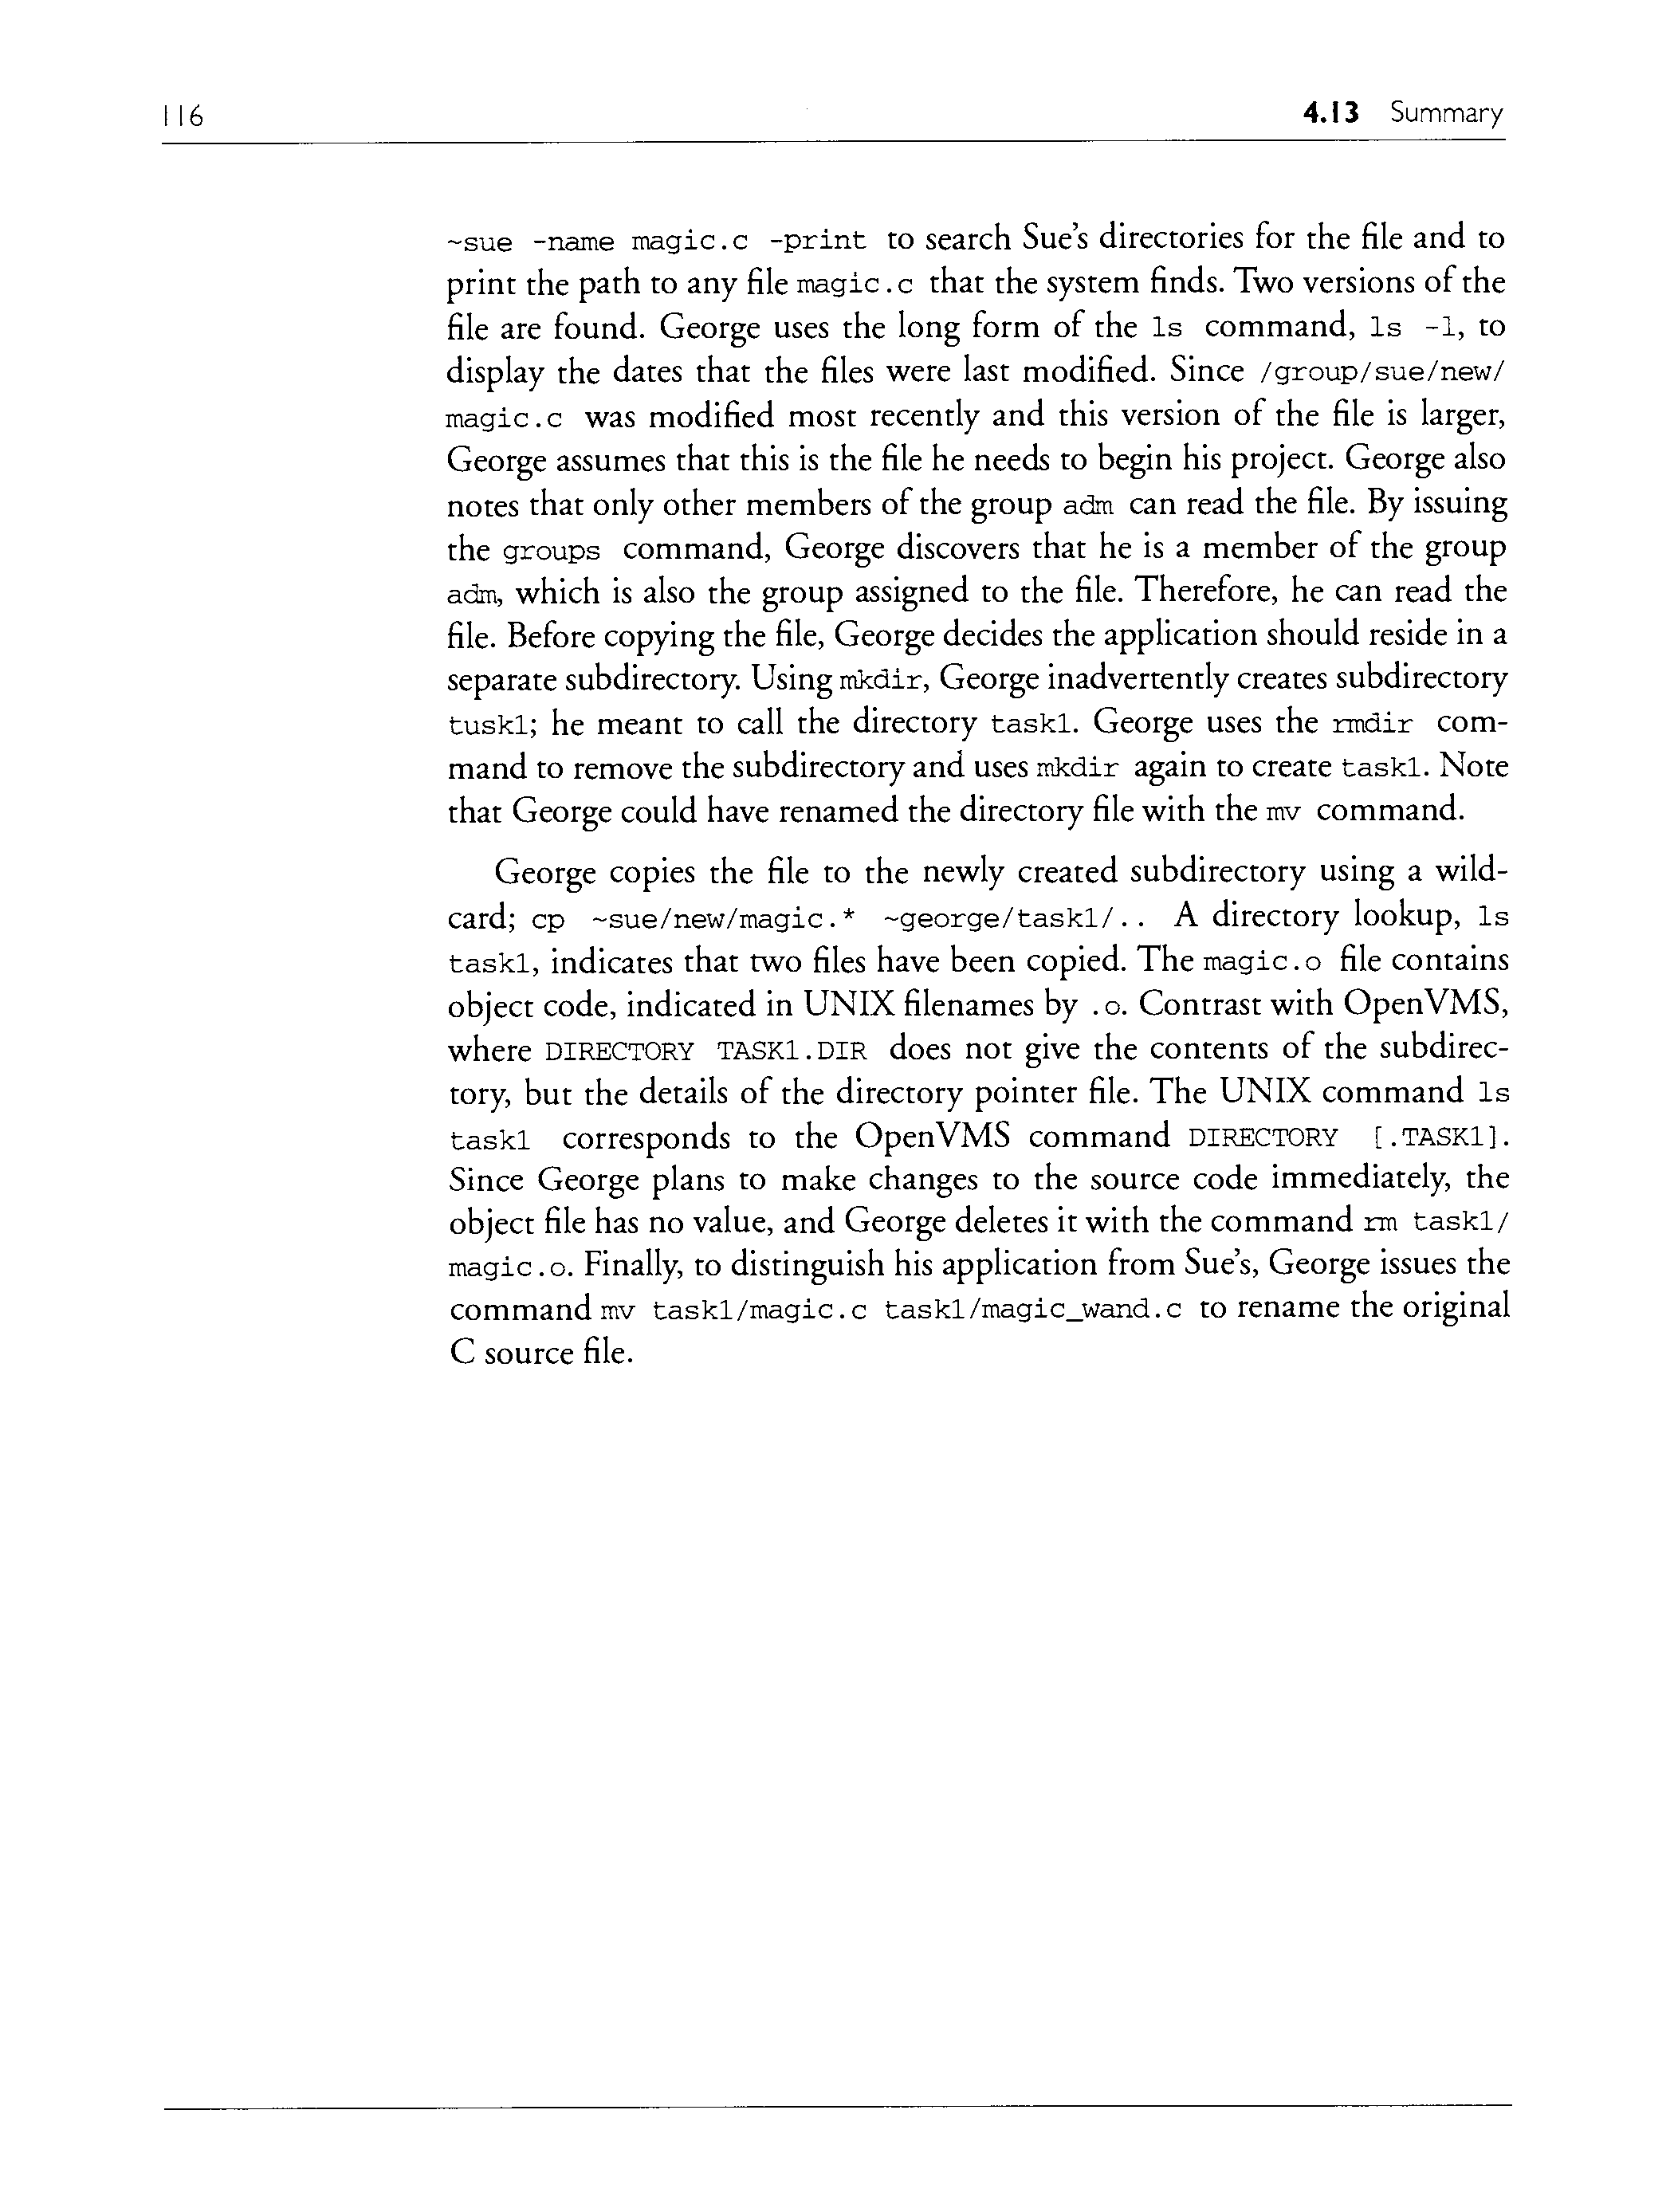 116
4.13 Summary
~sue -name magic.c -print to search Sue's directories for the file and to
print the path to any file magic.c that the system finds. Two versions of the
file are found. George uses the long form of the ls command, ls -l, to
display the dates that the files were last modified. Since /group/sue/new/
magic.c was modified most recently and this version of the file is larger,
George assumes that this is the file he needs to begin his project. George also
notes that only other members of the group adm can read the file. By issuing
the groups command, George discovers that he is a member of the group
adm, which is also the group assigned to the file. Therefore, he can read the
file. Before copying the file, George decides the application should reside in a
separate subdirectory. Using mkdir, George inadvertently creates subdirectory
tusk1; he meant to call the directory task1. George uses the rmdir com-
mand to remove the subdirectory and uses mkdir again to create task1. Note
that George could have renamed the directory file with the mv command.
George copies the file to the newly created subdirectory using a wild-
card; cp ~sue/new/magic.* ~george/task1/.. A directory lookup, ls
task1, indicates that two files have been copied. The magic.o file contains
object code, indicated in UNIX filenames by .o. Contrast with OpenVMS,
where DIRECTORY TASK1.DIR does not give the contents of the subdirec-
tory, but the details of the directory pointer file. The UNIX command ls
task1 corresponds to the OpenVMS command DIRECTORY [.TASK1].
Since George plans to make changes to the source code immediately, the
object file has no value, and George deletes it with the command rm task1/
magic.o. Finally, to distinguish his application from Sue's, George issues the
command mv task1/magic.c task1/magic_wand.c to rename the original
C source file.